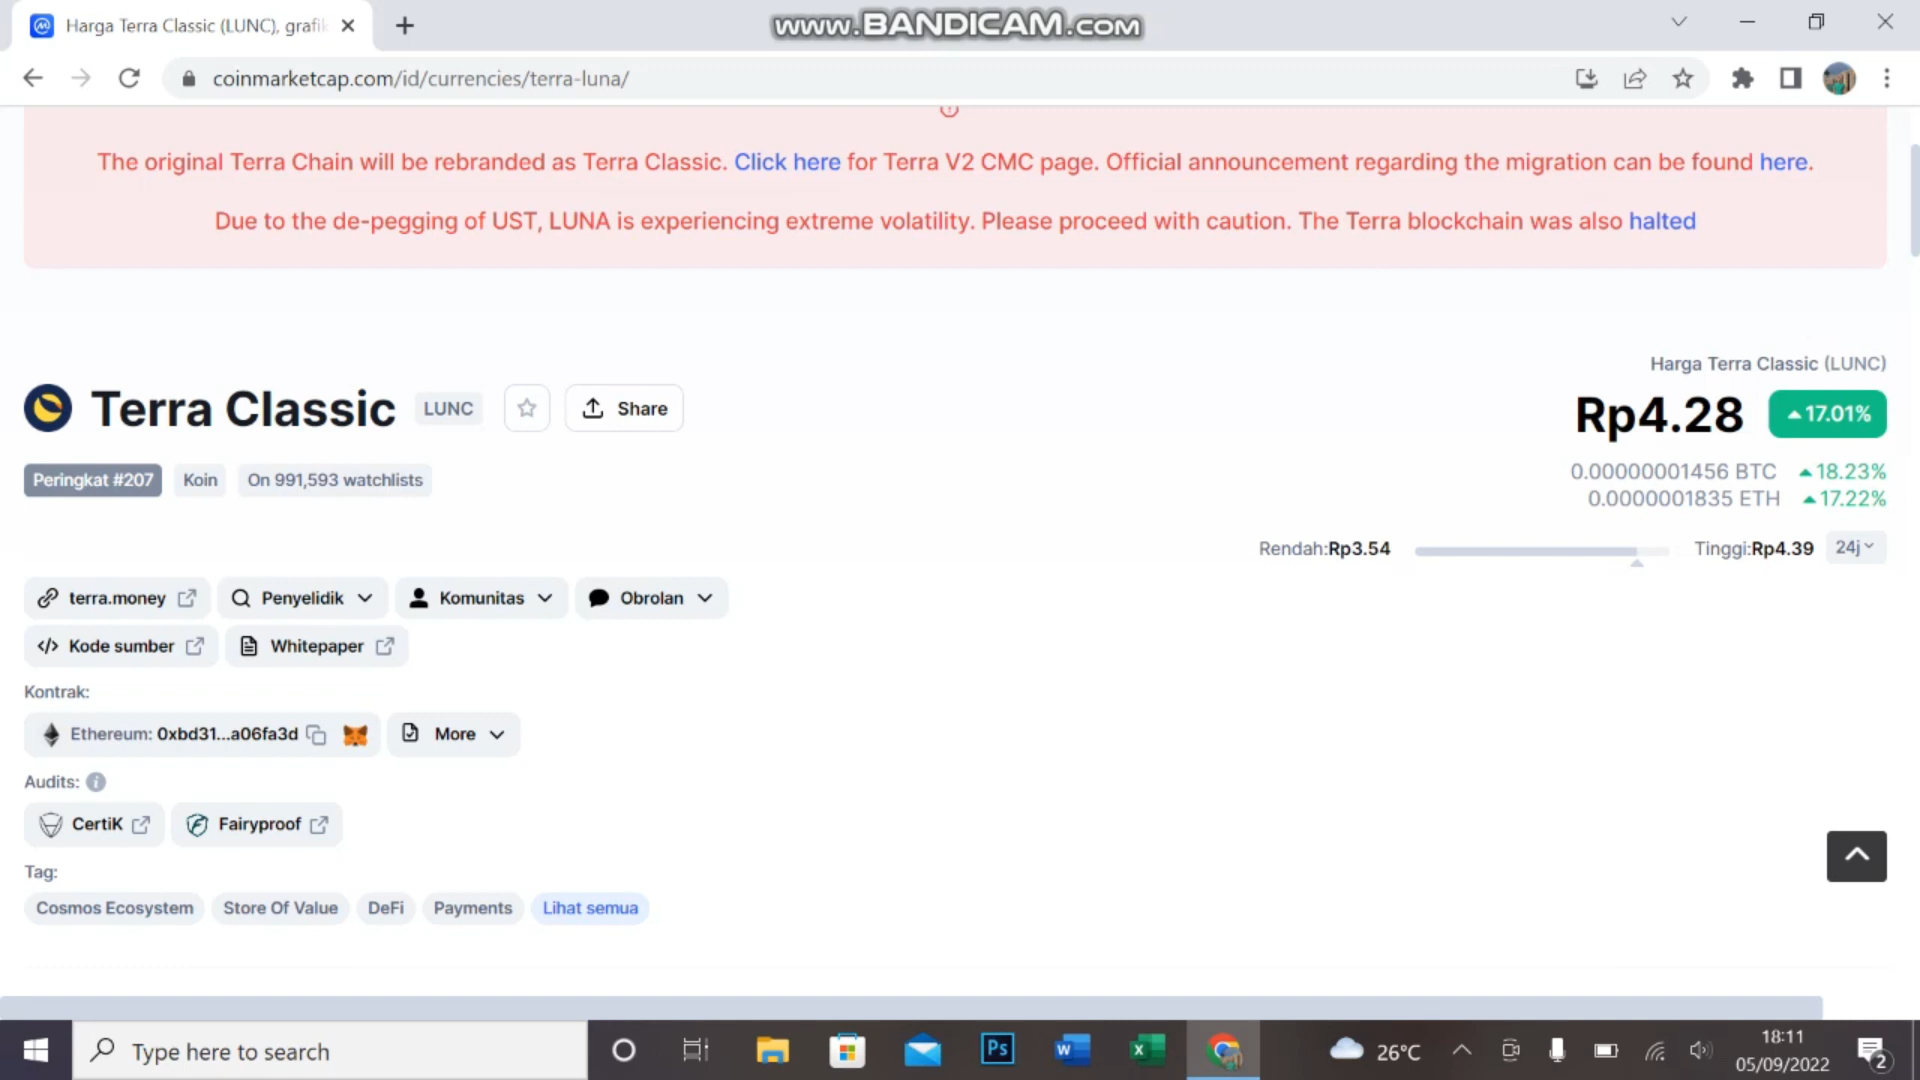 Harga Terra Classic (LUNC), grafik
www.BANDICAM.com
coinmarketcap.com/id/currencies/terra-luna/
The original Terra Chain will be rebranded as Terra Classic. Click here for Terra V2 CMC page. Official announcement regarding the migration can be found here.
Due to the de-pegging of UST, LUNA is experiencing extreme volatility. Please proceed with caution. The Terra blockchain was also halted
Harga Terra Classic (LUNC)
Terra Classic LUNC Share
Rp4.28 17.01%
Peringkat #207 Koin On 991,593 watchlists
0.00000001456 BTC 18.23%
0.0000001835 ETH 17.22%
Rendah:Rp3.54 Tinggi:Rp4.39 24j
terra.money Penyelidik Komunitas Obrolan
Kode sumber Whitepaper
Kontrak:
Ethereum: 0xbd31...a06fa3d More
Audits:
CertiK Fairyproof
Tag:
Cosmos Ecosystem Store Of Value DeFi Payments Lihat semua
Type here to search
Ps
W
X
26°C
18:11
05/09/2022
2